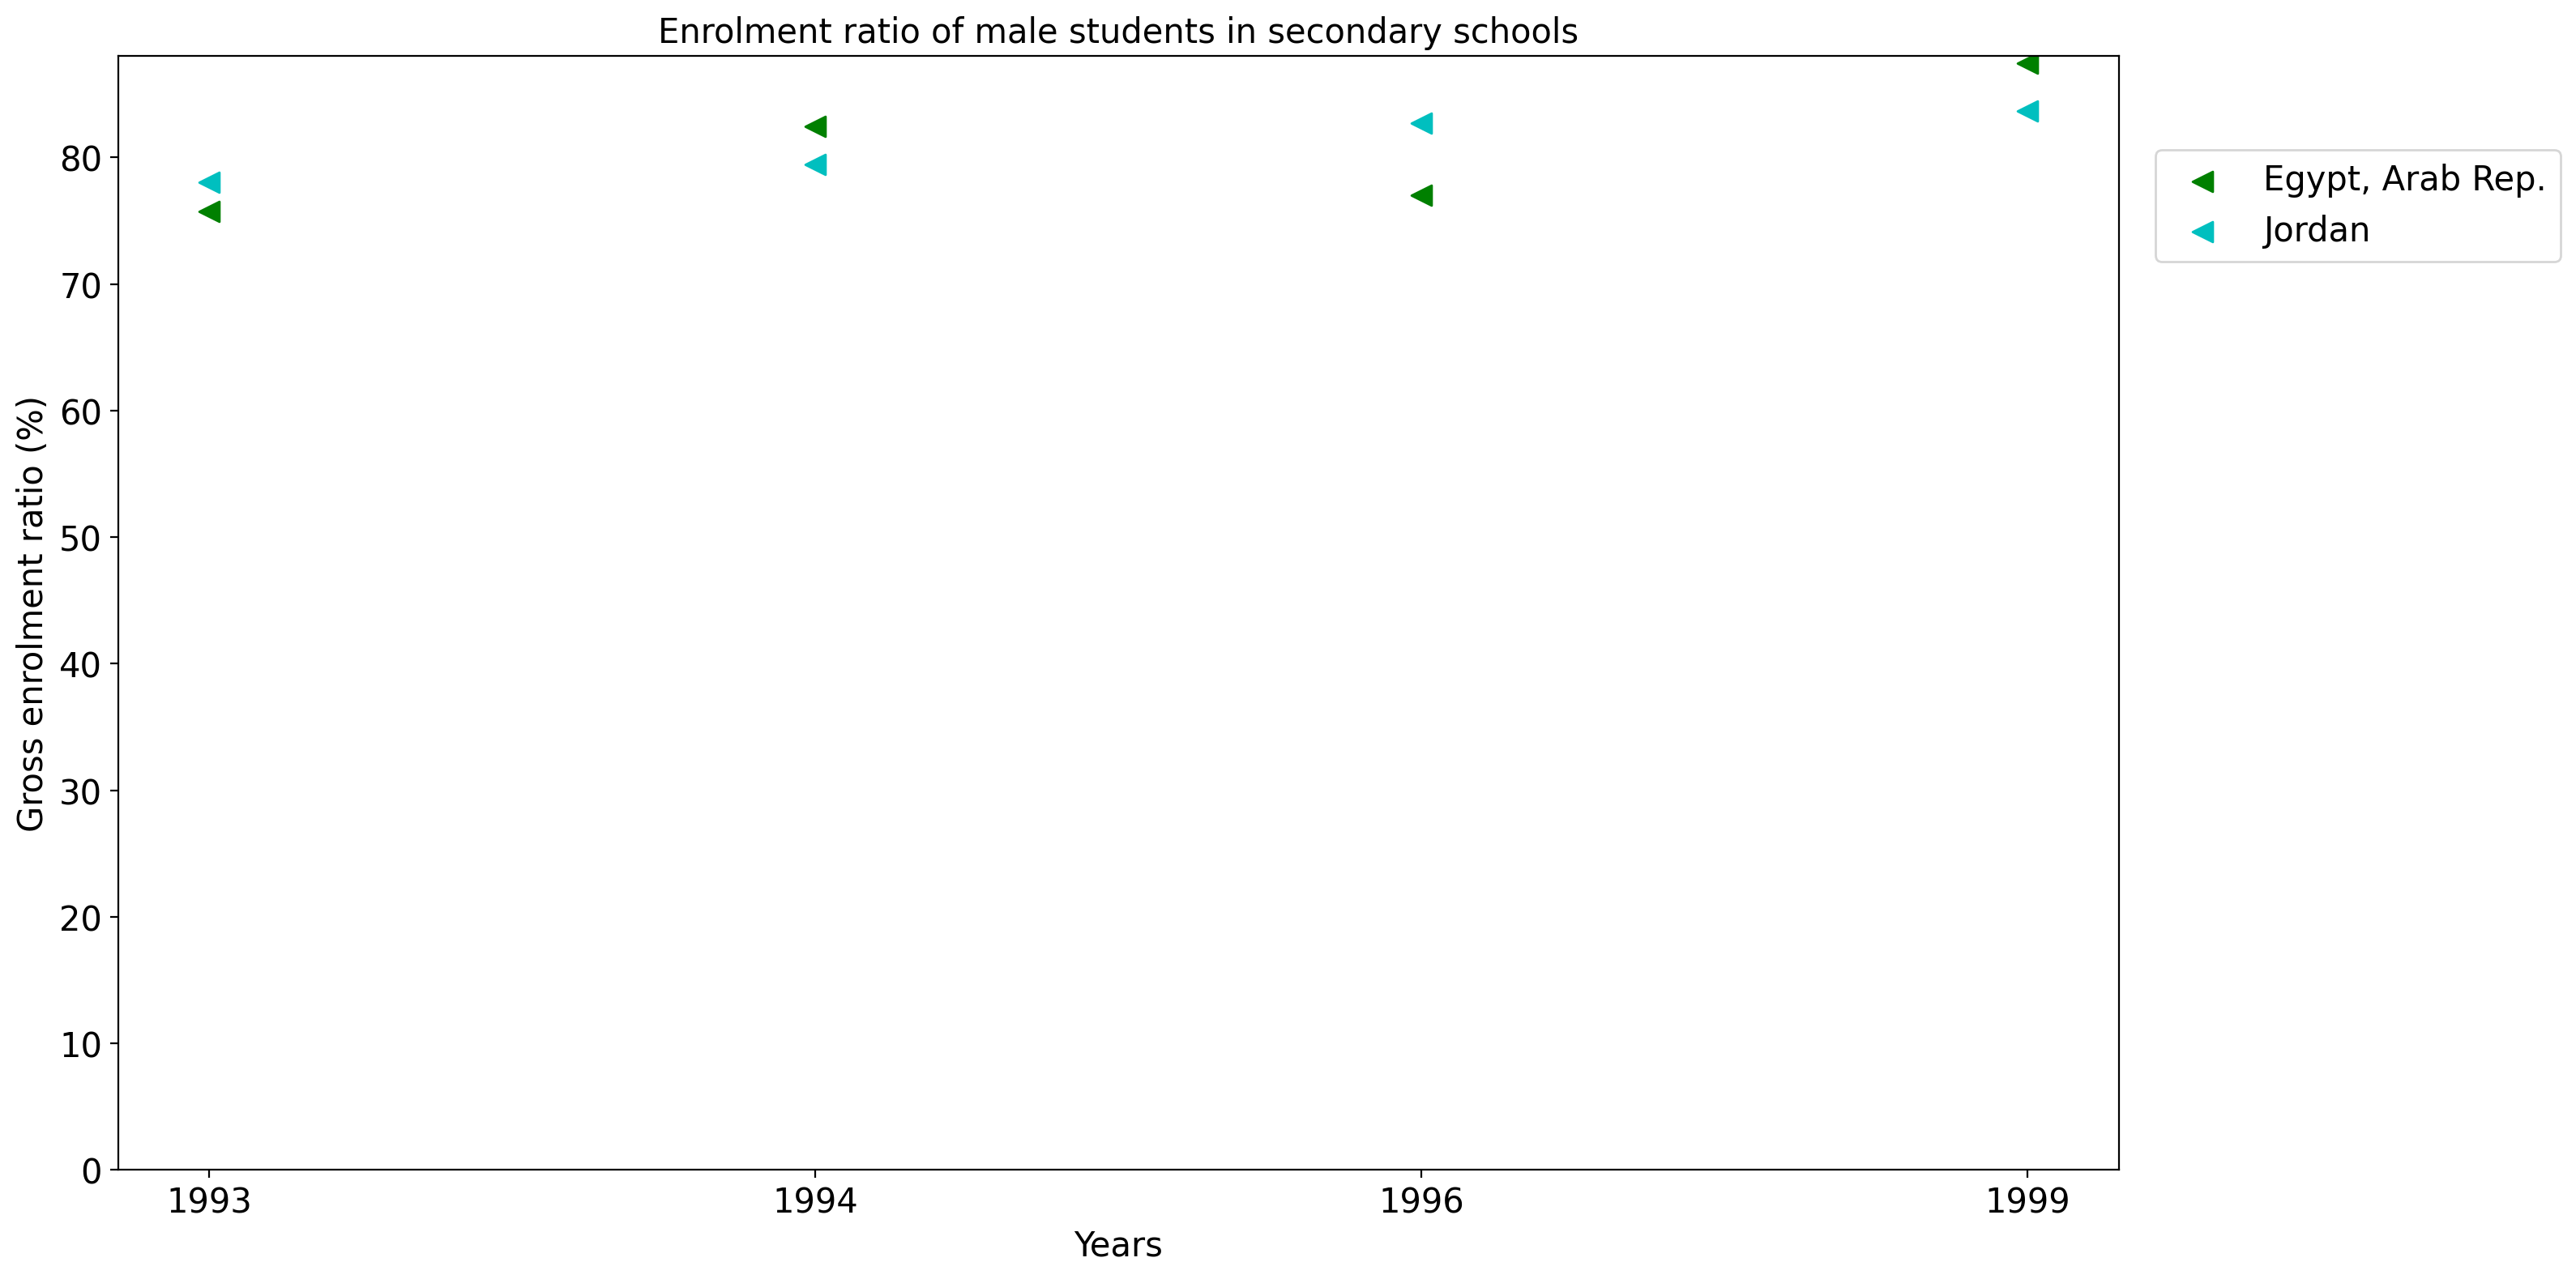 Enrolment ratio of male students in secondary schools
Gross enrolment ratio (%)
80
70
60
50
40
30
20
10
0
1993 1994 1996 1999
Years
Egypt, Arab Rep.
Jordan